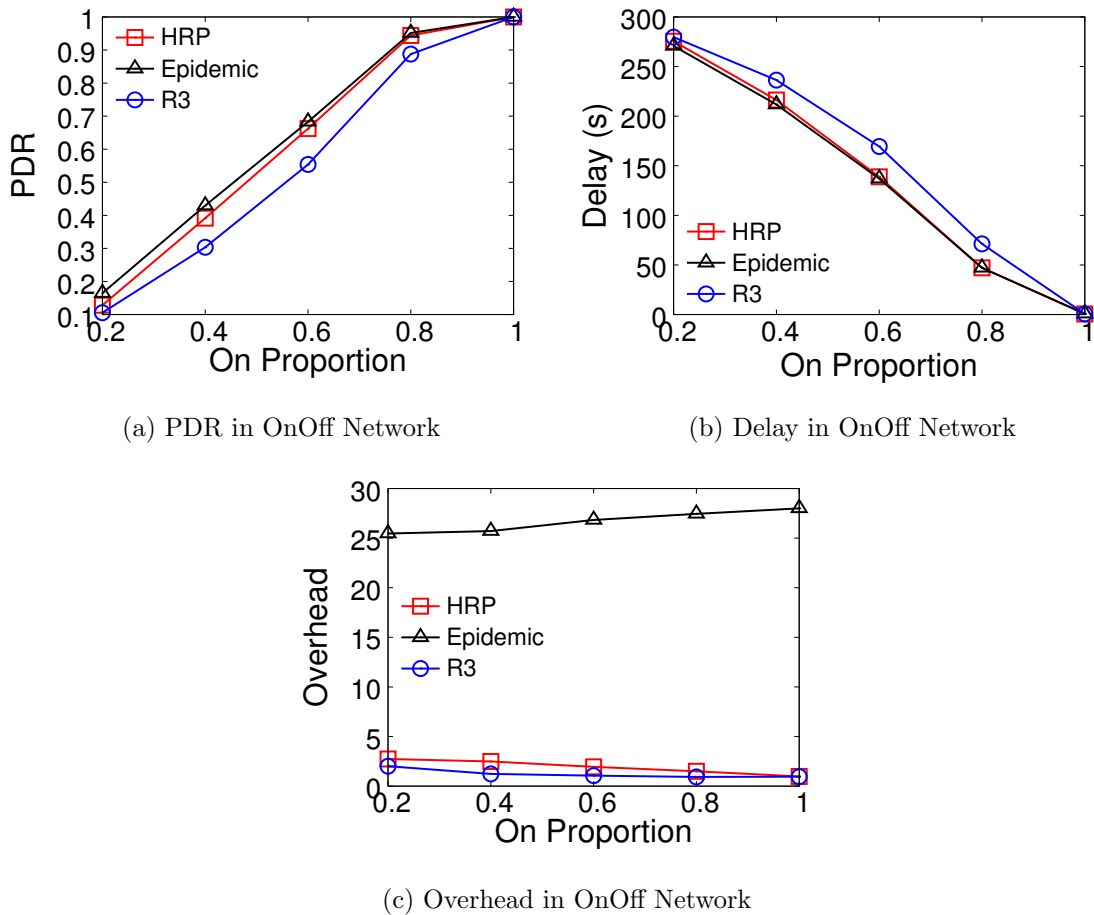 1
0.9
0.8
0.7
0.6
0.5
0.4
0.3
0.2
0.1
PDR
HRP
Epidemic
R3
0.2 0.4 0.6 0.8 1
On Proportion
(a) PDR in OnOff Network
300
250
200
150
100
50
0
Delay (s)
HRP
Epidemic
R3
0.2 0.4 0.6 0.8 1
On Proportion
(b) Delay in OnOff Network
30
25
20
15
10
5
0
Overhead
HRP
Epidemic
R3
0.2 0.4 0.6 0.8 1
On Proportion
(c) Overhead in OnOff Network